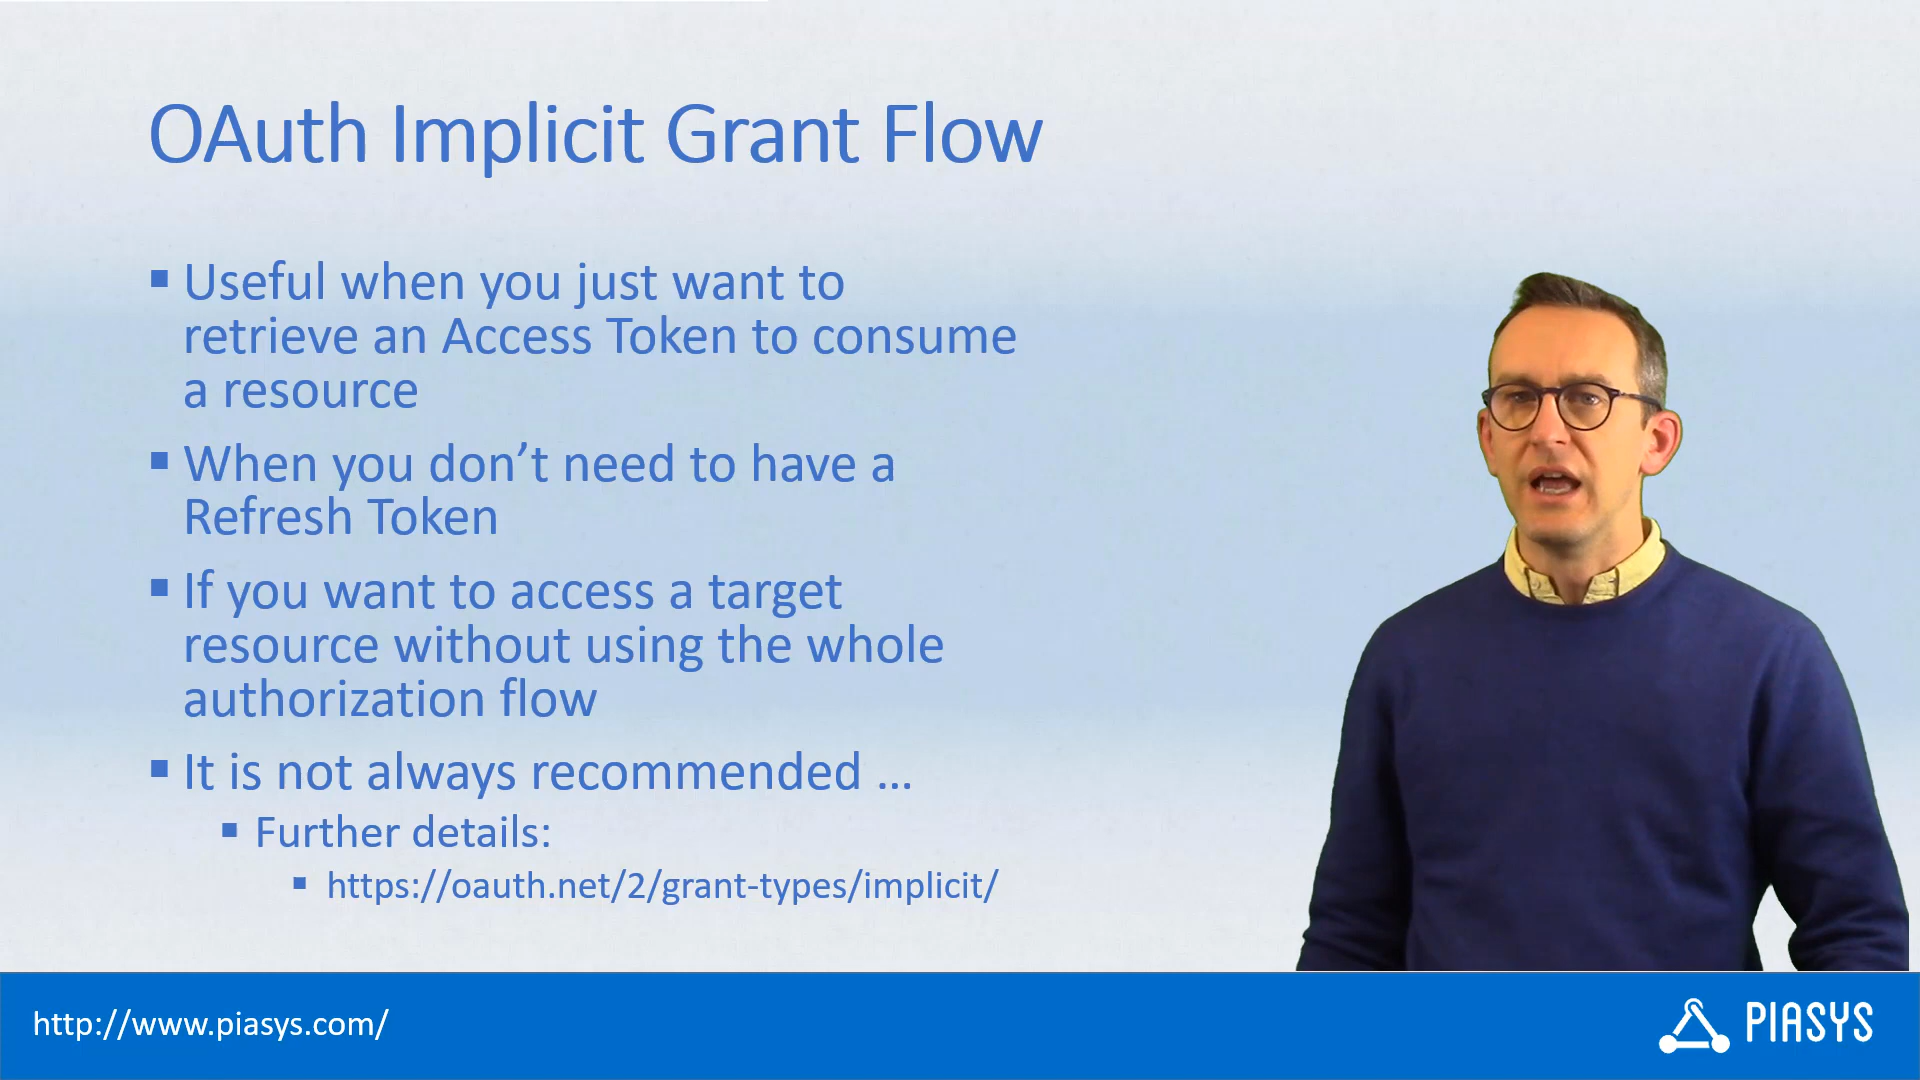 OAuth Implicit Grant Flow
▪ Useful when you just want to
retrieve an Access Token to consume
a resource
▪ When you don’t need to have a
Refresh Token
▪ If you want to access a target
resource without using the whole
authorization flow
▪ It is not always recommended …
▪ Further details:
▪ https://oauth.net/2/grant-types/implicit/
http://www.piasys.com/
PIASYS